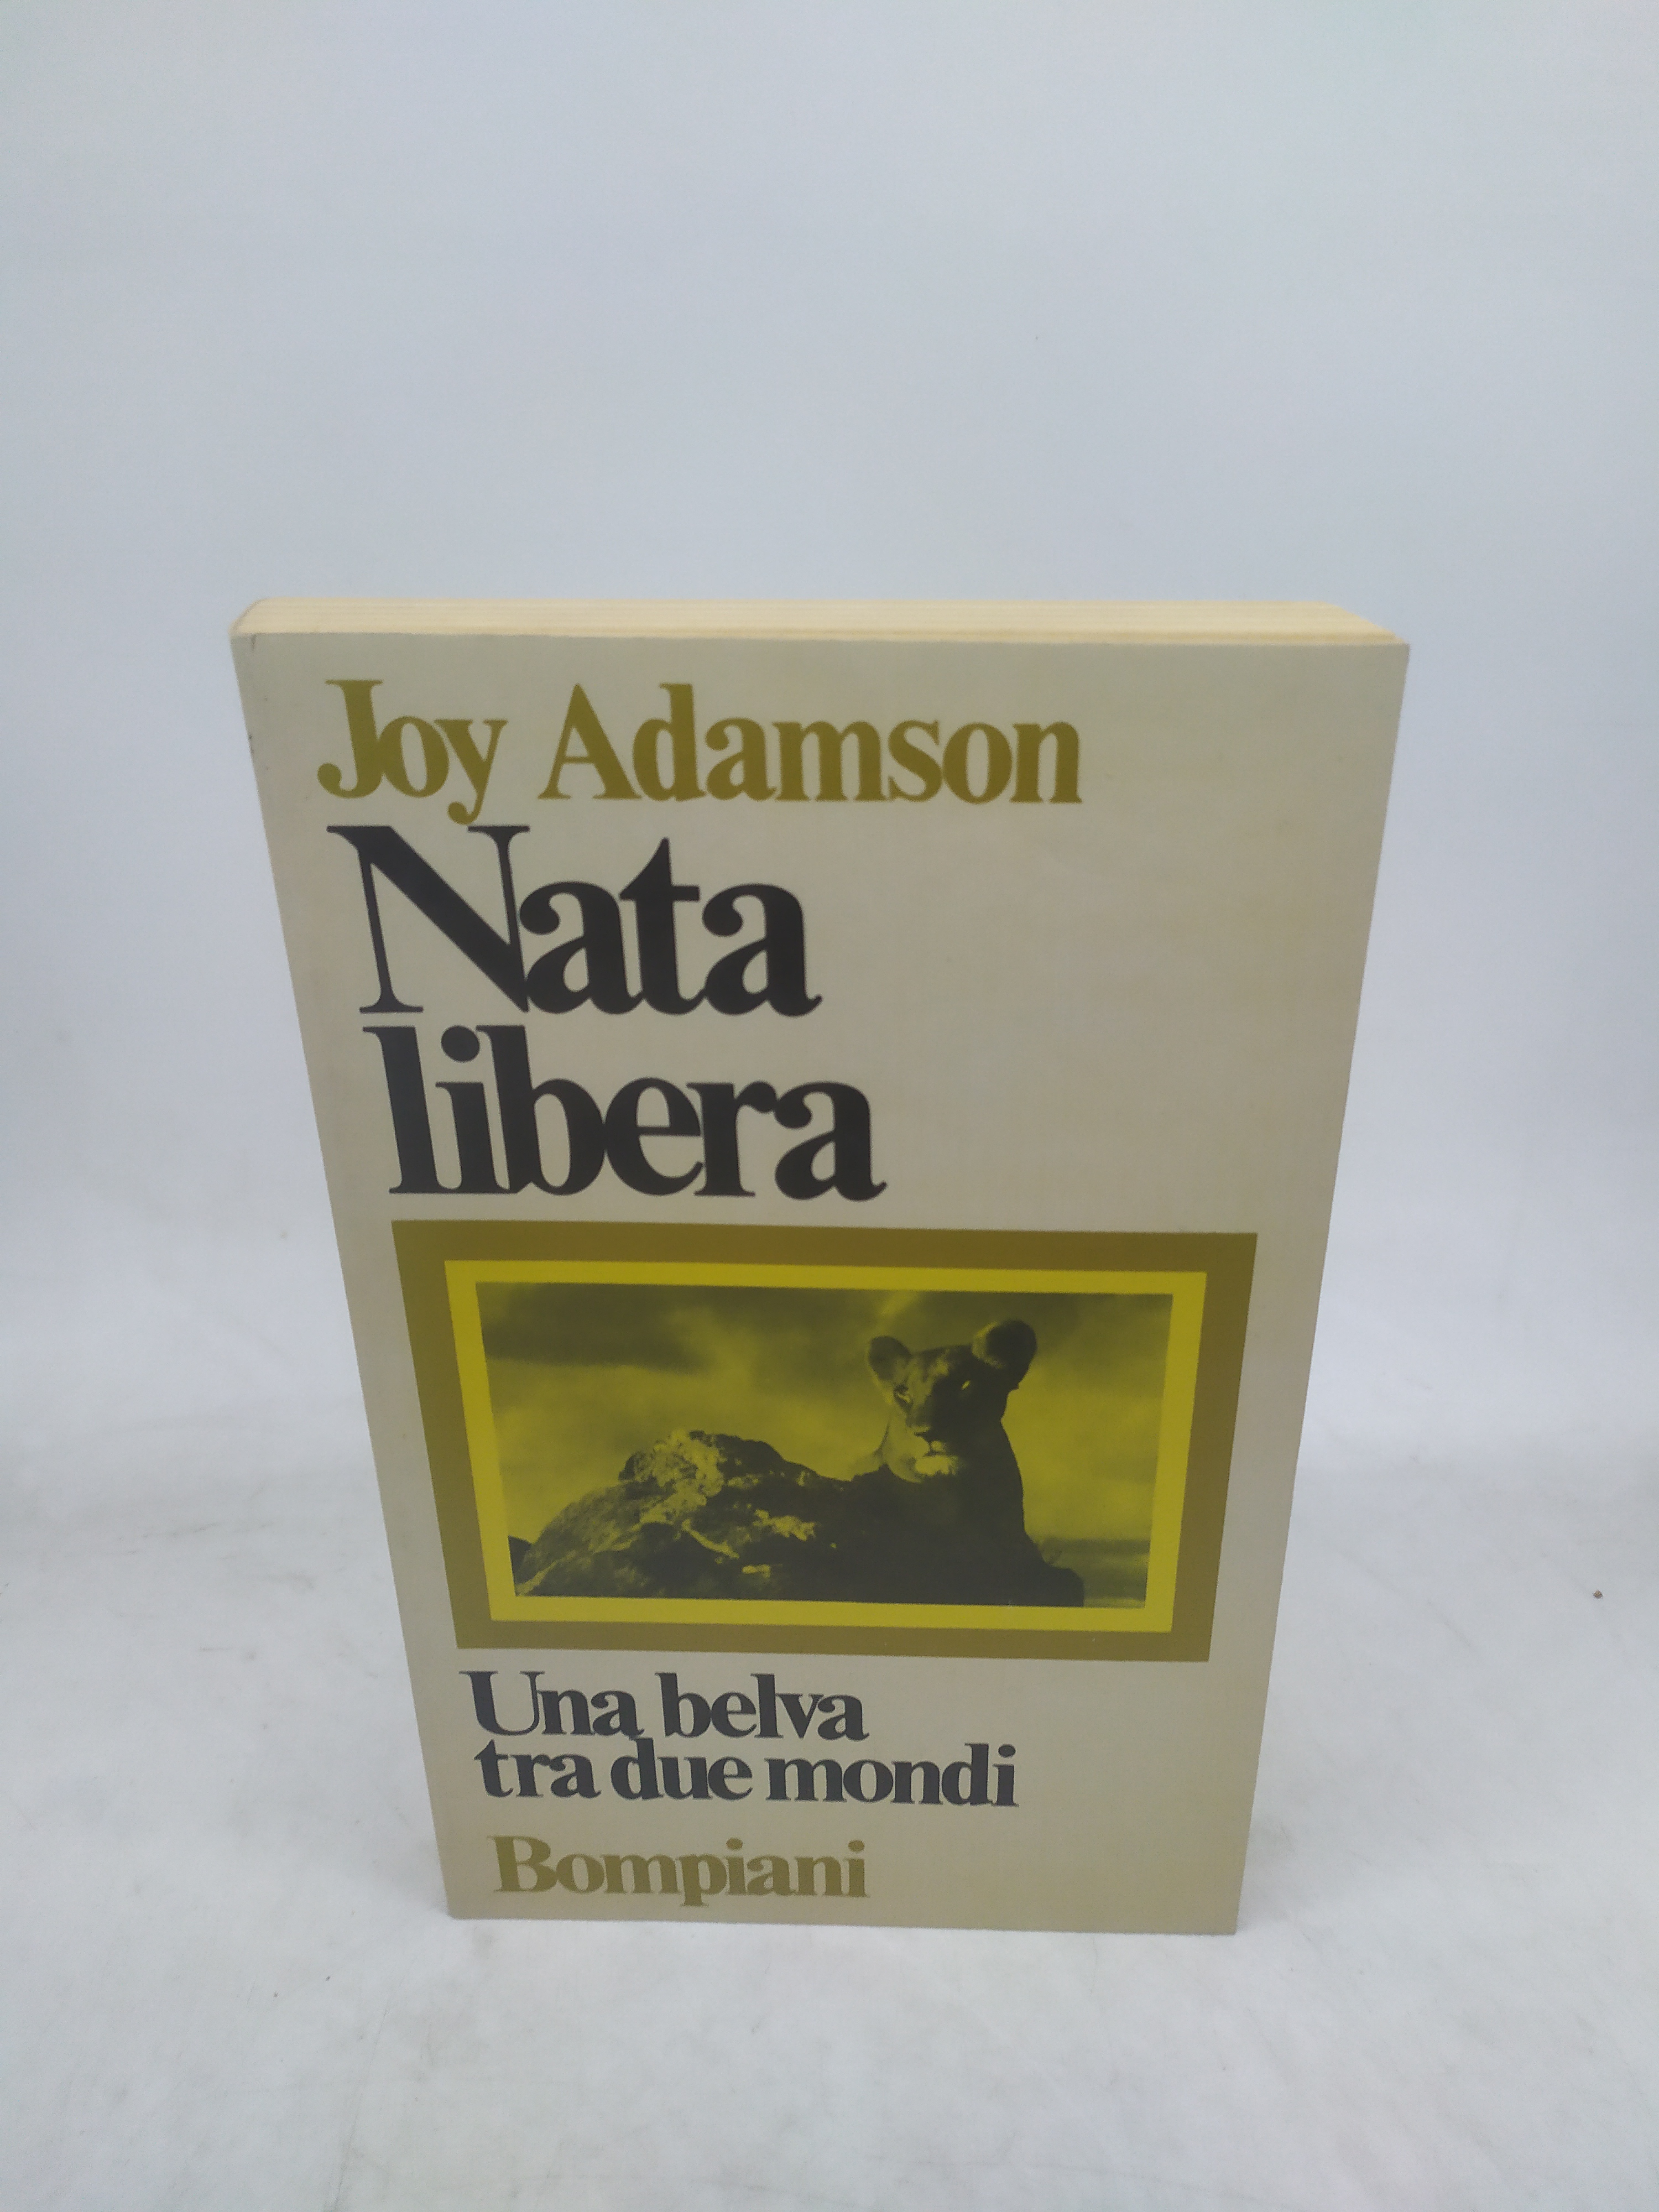 Joy Adamson
Nata
libera
Una belva
tra due mondi
Bompiani